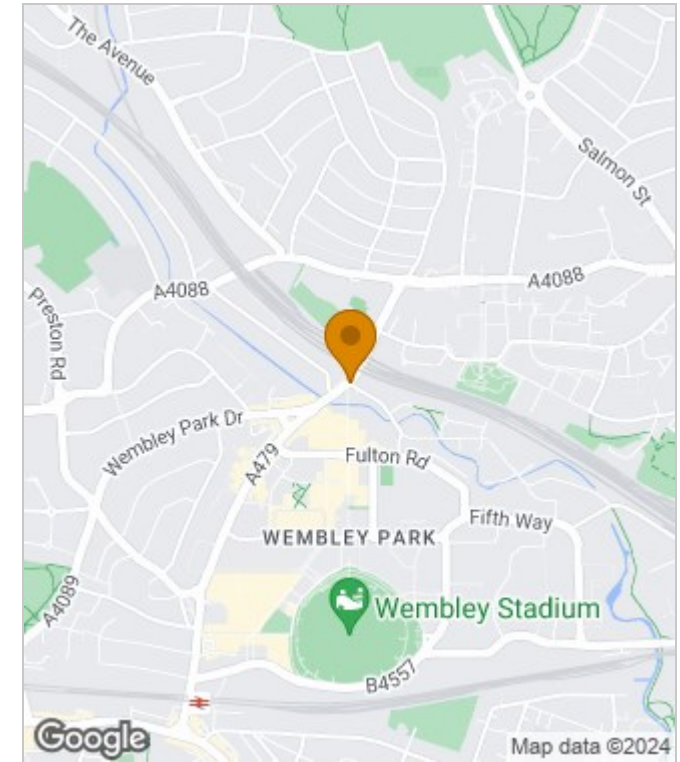 The Avenue
Salmon St
A4088
A4088
Preston Rd
Wembley Park Dr
A479
Fulton Rd
Fifth Way
WEMBLEY PARK
Wembley Stadium
A4089
B4557
Google
Map data ©2024